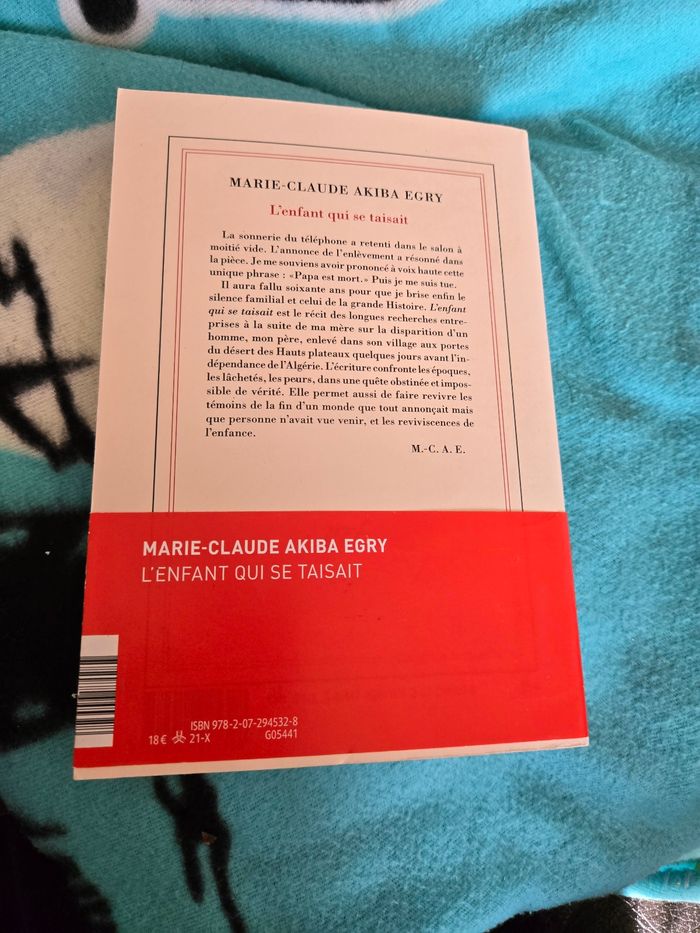 MARIE-CLAUDE AKIBA EGRY
L'enfant qui se taisait
La sonnerie du téléphone a retenti dans le salon à
moitié vide. L'annonce de l'enlèvement a résonné dans
la pièce. Je me souviens avoir prononcé à voix haute cette
unique phrase : «Papa est mort.» Puis je me suis tue.
Il aura fallu soixante ans pour que je brise enfin le
silence familial et celui de la grande Histoire. L'enfant
qui se taisait est le récit des longues recherches entre-
prises à la suite de ma mère sur la disparition d'un
homme, mon père, enlevé dans son village aux portes
du désert des Hauts plateaux quelques jours avant l'in-
dépendance de l'Algérie. L'écriture confronte les époques,
les lâchetés, les peurs, dans une quête obstinée et impos-
sible de vérité. Elle permet aussi de faire revivre les
témoins de la fin d'un monde que tout annonçait mais
que personne n'avait vue venir, et les reviviscences de
l'enfance.
M.-C. A. E.
MARIE-CLAUDE AKIBA EGRY
L'ENFANT QUI SE TAISAIT
ISBN 978-2-07-294532-8
18 € 21-X G05441